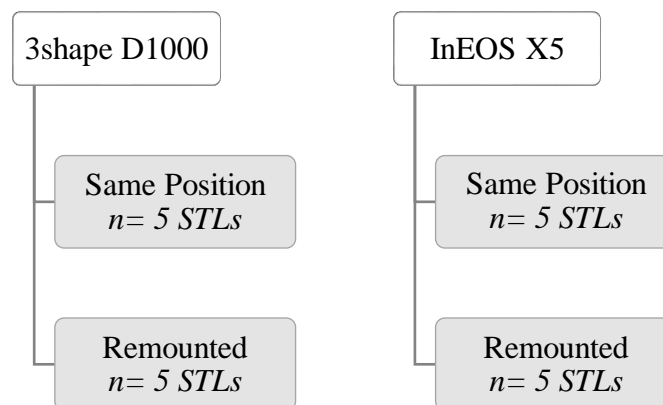 3shape D1000
Same Position
n= 5 STLs
Remounted
n= 5 STLs
InEOS X5
Same Position
n= 5 STLs
Remounted
n= 5 STLs